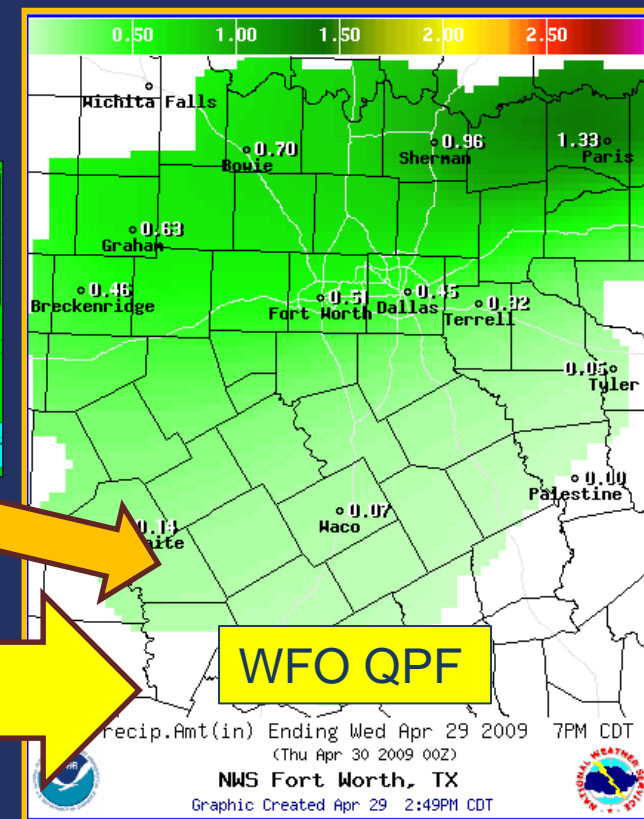 0.50 1.00 1.50 2.00 2.50
Wichita Falls
0.70
Bowie
0.96
Sherman
1.33
Paris
0.63
Graham
0.46
Breckenridge
0.51
Fort Worth
0.45
Dallas
0.32
Terrell
0.05
Tyler
0.00
Palestine
0.14
0.07
Waco
WFO QPF
recip.Amt(in) Ending Wed Apr 29 2009 7PM CDT
(Thu Apr 30 2009 00Z)
NWS Fort Worth, TX
Graphic Created Apr 29 2:49PM CDT